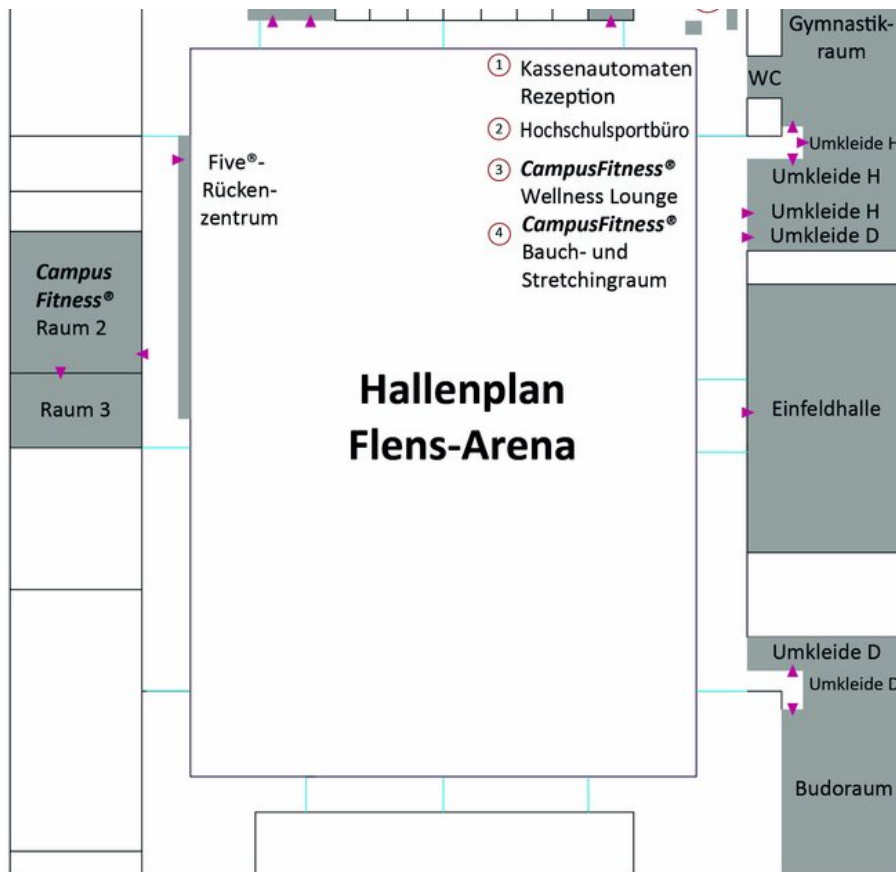 Gymnastik-
raum
WC
1 Kassenautomaten
Rezeption
2 Hochschulsportbüro
3 CampusFitness®
Wellness Lounge
4 CampusFitness®
Bauch- und
Stretchingraum
Five®-
Rücken-
zentrum
Umkleide H
Umkleide H
Umkleide H
Umkleide D
Campus
Fitness®
Raum 2
Raum 3
Hallenplan
Flens-Arena
Einfeldhalle
Umkleide D
Umkleide D
Budoraum